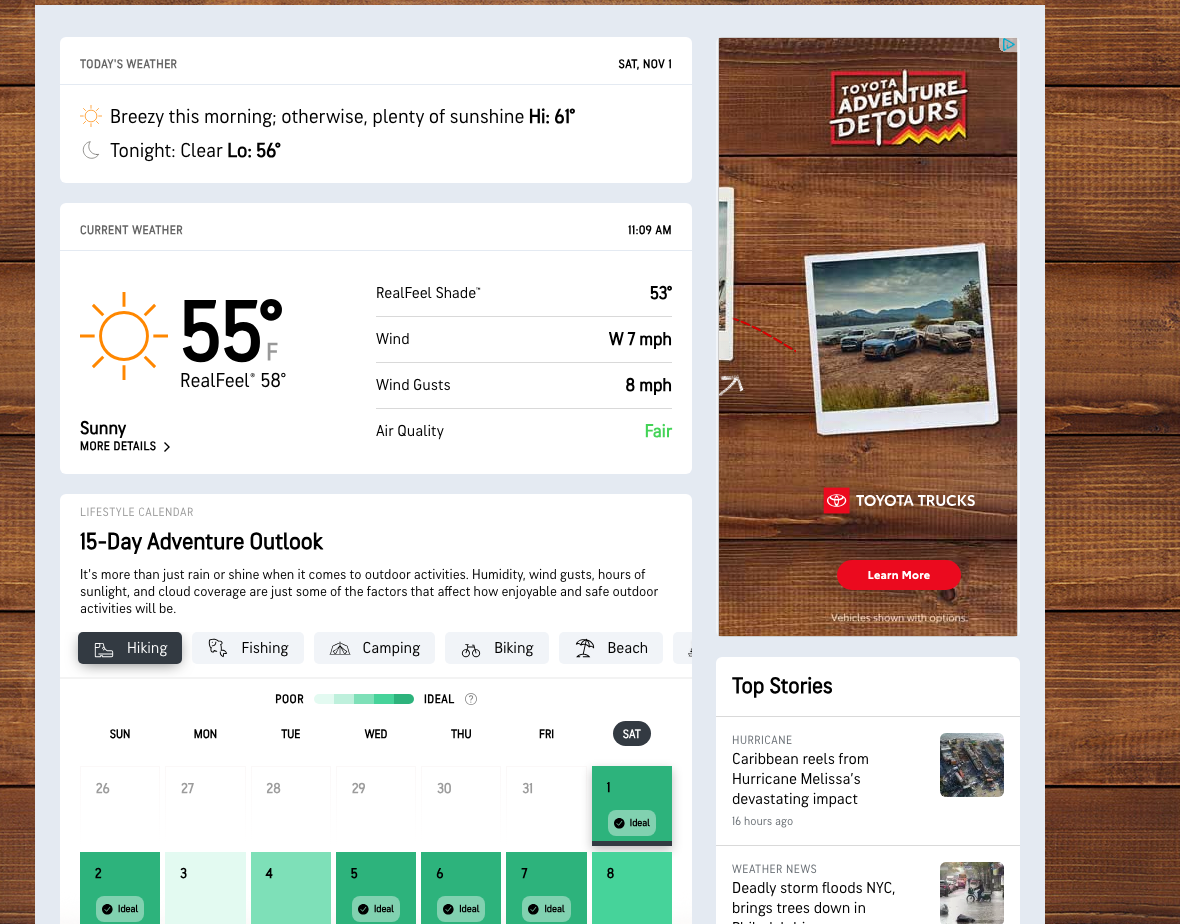 TODAY'S WEATHER
SAT, NOV 1
Breezy this morning; otherwise, plenty of sunshine Hi: 61°
Tonight: Clear Lo: 56°
CURRENT WEATHER
11:09 AM
55°F
RealFeel® 58°
Sunny
MORE DETAILS
RealFeel Shade™ 53°
Wind W 7 mph
Wind Gusts 8 mph
Air Quality Fair
LIFESTYLE CALENDAR
15-Day Adventure Outlook
It's more than just rain or shine when it comes to outdoor activities. Humidity, wind gusts, hours of
sunlight, and cloud coverage are just some of the factors that affect how enjoyable and safe outdoor
activities will be.
Hiking Fishing Camping Biking Beach
POOR IDEAL ?
SUN MON TUE WED THU FRI SAT
26 27 28 29 30 31 1
Ideal
2 3 4 5 6 7 8
Ideal Ideal Ideal Ideal
TOYOTA
ADVENTURE
DETOURS
TOYOTA TRUCKS
Learn More
Vehicles shown with options.
Top Stories
HURRICANE
Caribbean reels from
Hurricane Melissa's
devastating impact
16 hours ago
WEATHER NEWS
Deadly storm floods NYC,
brings trees down in